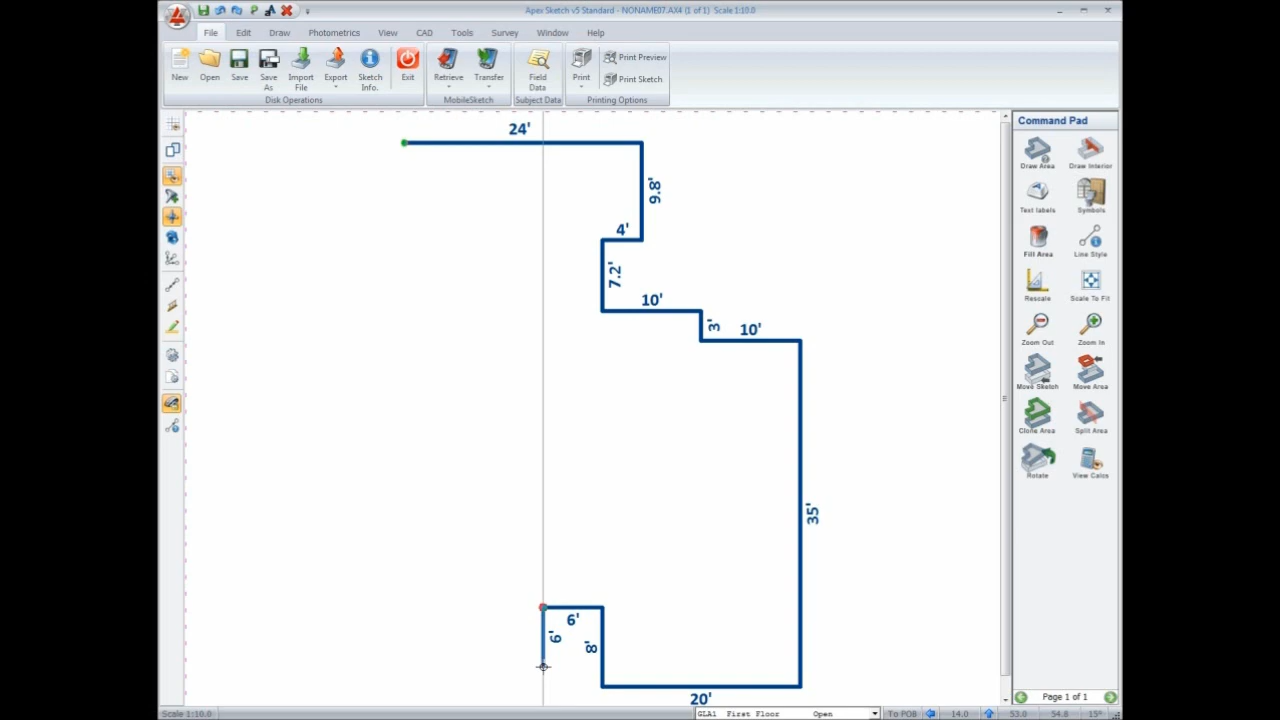 Apex Sketch v5 Standard - NONAME07.AX4 (1 of 1) Scale 1:10.0
File Edit Draw Photometrics View CAD Tools Survey Window Help
New Open Save Save As Import File Export Sketch Info. Exit Retrieve Transfer Field Data Print
Print Preview
Print Sketch
Disk Operations MobileSketch Subject Data Printing Options
Command Pad
Draw Area Draw Interior
Text labels Symbols
Fill Area Line Style
Rescale Scale To Fit
Zoom Out Zoom In
Move Sketch Move Area
Clone Area Split Area
Rotate View Calcs
24'
9.8'
4'
7.2'
10'
3'
10'
35'
6'
6'
8'
20'
Page 1 of 1
Scale 1:10.0 GLA1 First Floor Open To POB 14.0 53.0 54.8 15°